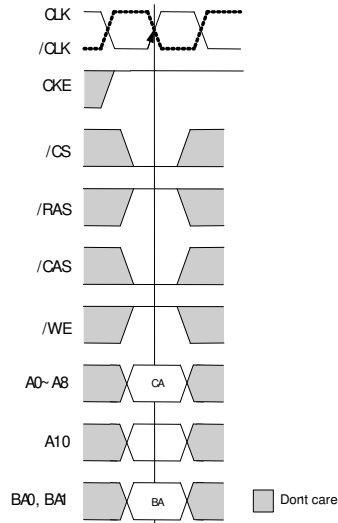 CLK
/CLK
CKE
/CS
/RAS
/CAS
/WE
A0~A8
CA
A10
BA0, BA1
BA
Dont care